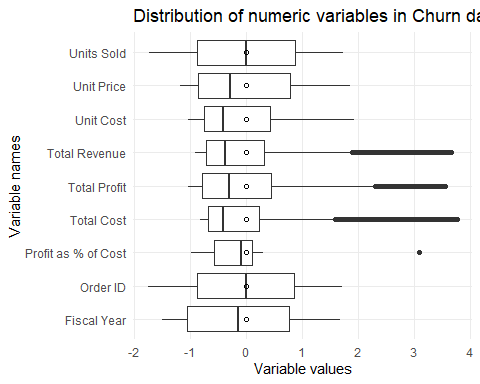 Distribution of numeric variables in Churn da
Units Sold
Unit Price
Unit Cost
Total Revenue
Total Profit
Total Cost
Profit as % of Cost
Order ID
Fiscal Year
Variable names
-2 -1 0 1 2 3 4
Variable values